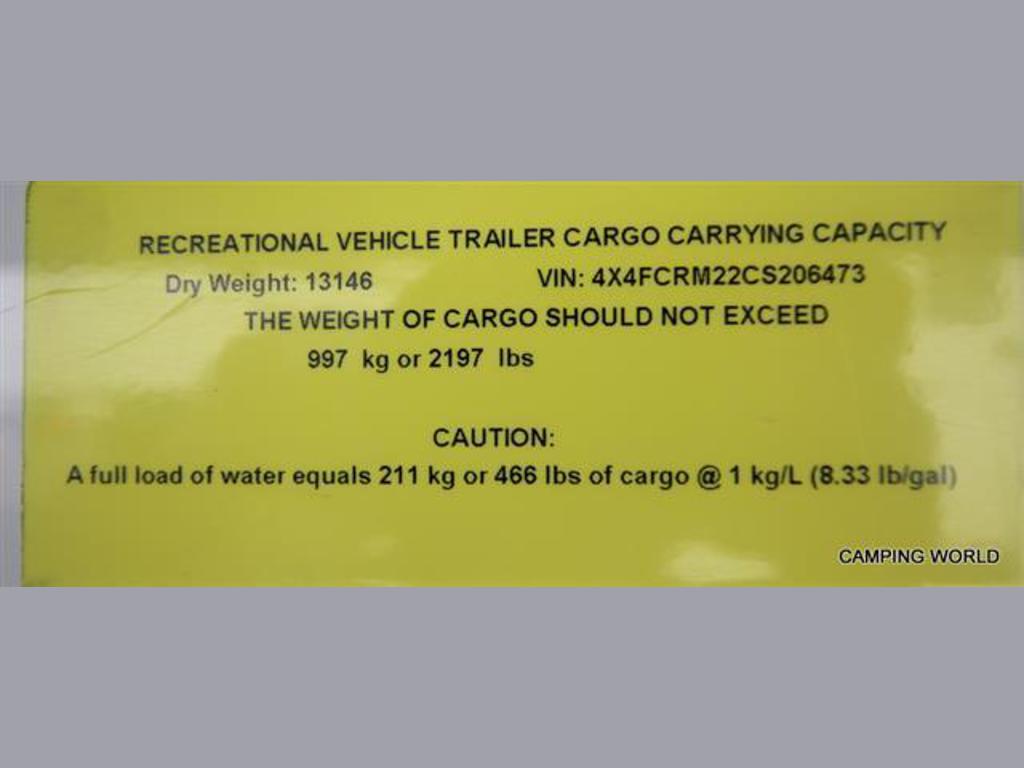 RECREATIONAL VEHICLE TRAILER CARGO CARRYING CAPACITY
Dry Weight: 13146 VIN: 4X4FCRM22CS206473
THE WEIGHT OF CARGO SHOULD NOT EXCEED
997 kg or 2197 lbs
CAUTION:
A full load of water equals 211 kg or 466 lbs of cargo @ 1 kg/L (8.33 lb/gal)
CAMPING WORLD